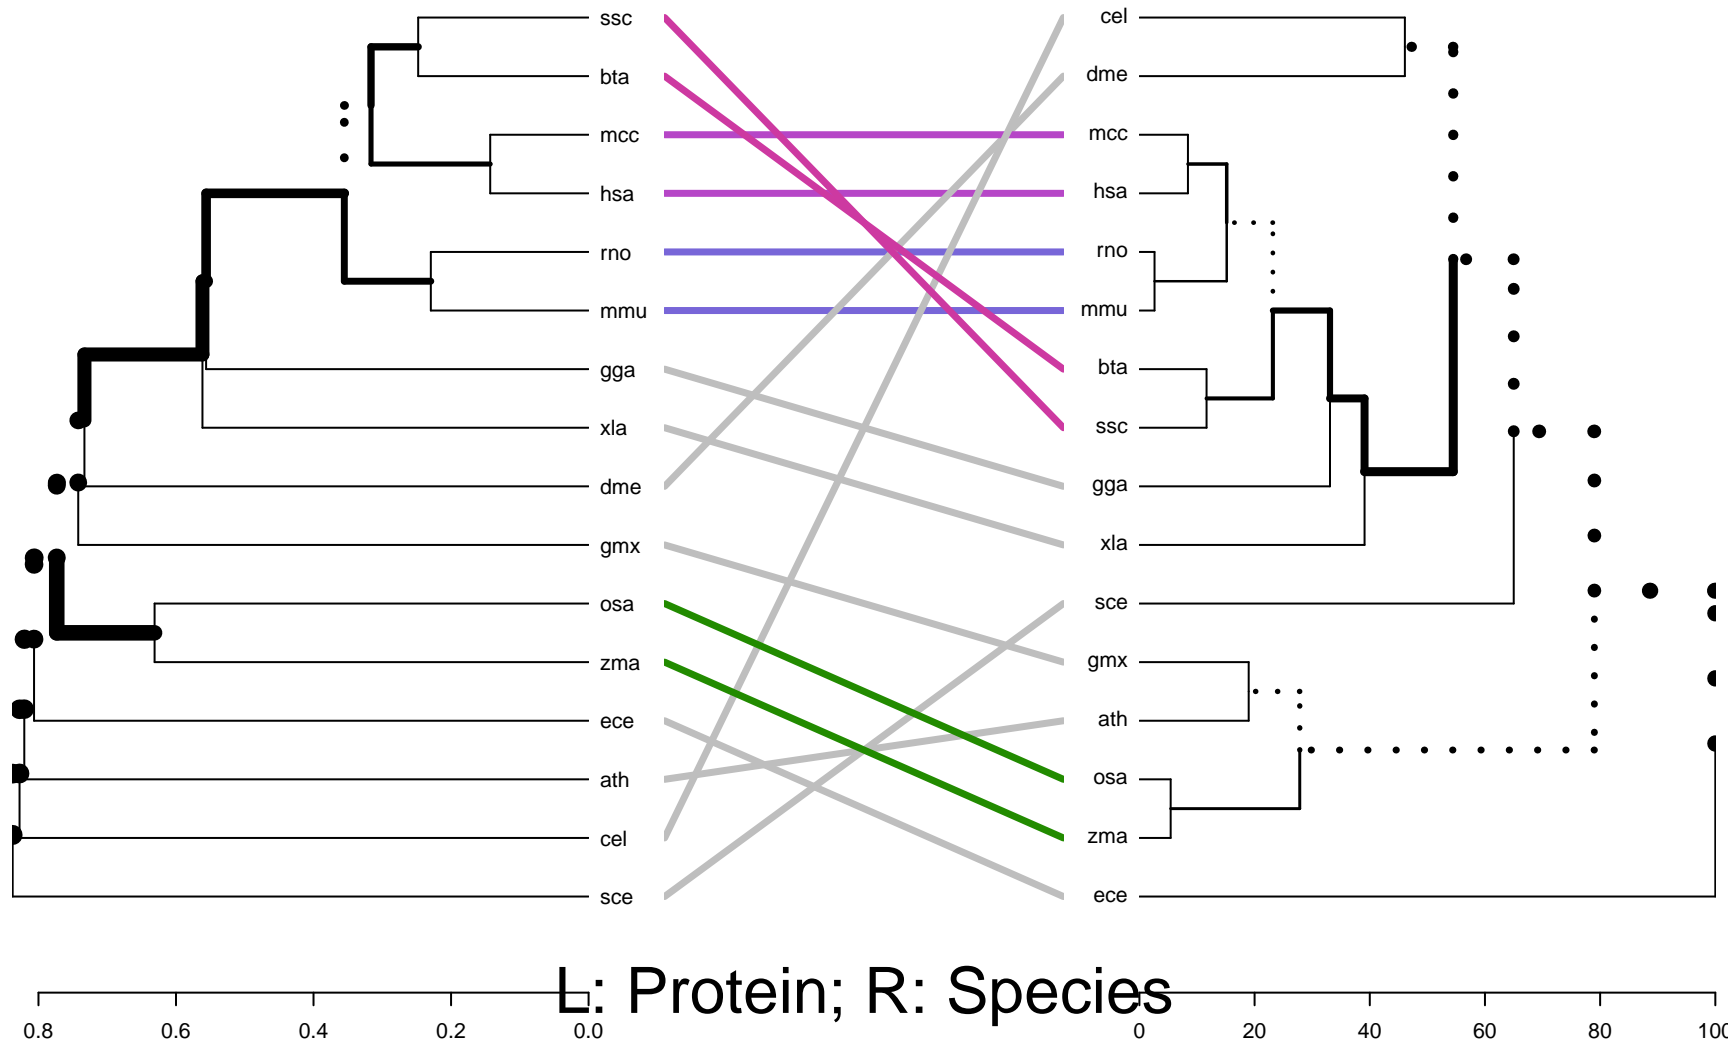 ssc cel
bta dme
mcc mcc
hsa hsa
rno rno
mmu mmu
gga bta
xla ssc
dme gga
gmx xla
osa sce
zma gmx
ece ath
ath osa
cel zma
sce ece
L: Protein; R: Species
0.8 0.6 0.4 0.2 0.0 0 20 40 60 80 100